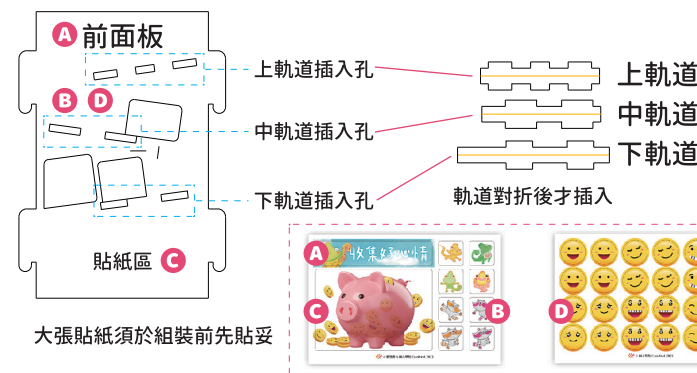 A 前面板
上軌道插入孔
上軌道
B D
中軌道插入孔
中軌道
下軌道
下軌道插入孔
軌道對折後才插入
貼紙區 C
A 收集好心情
C
B
D
大張貼紙須於組裝前先貼妥